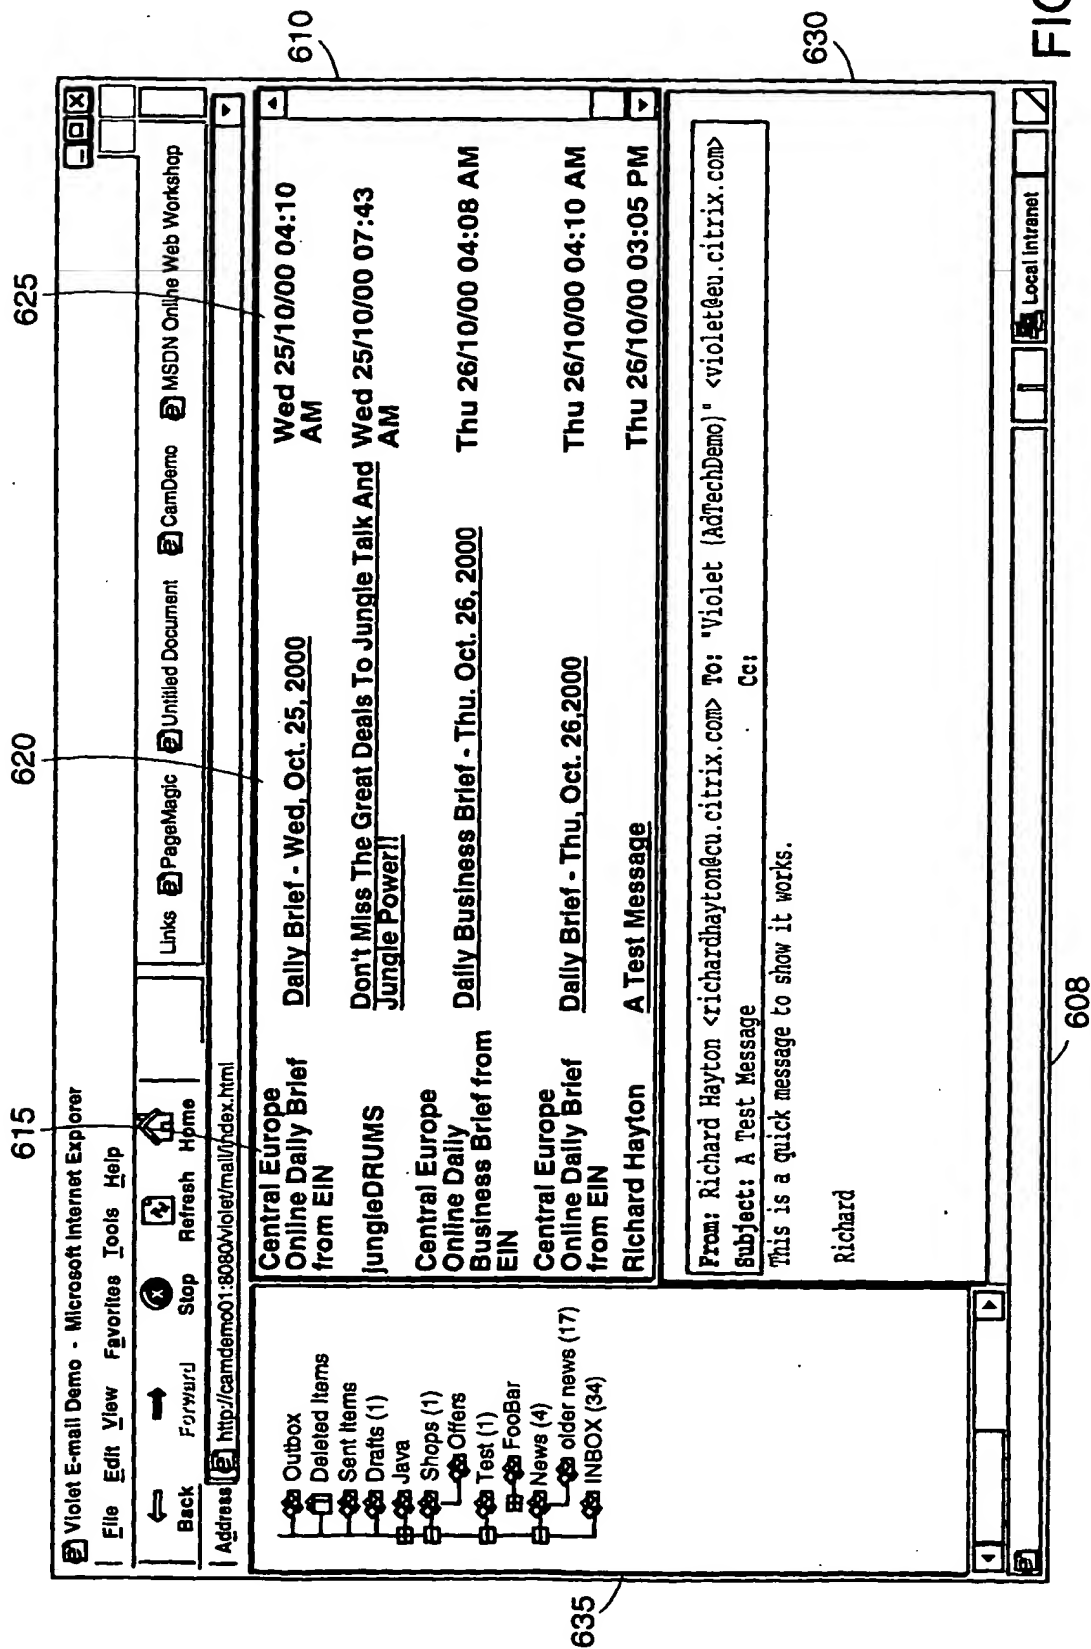 615
620
625
Violet E-mail Demo - Microsoft Internet Explorer
File Edit View Favorites Tools Help
Back Forward Stop Refresh Home
Links PageMagic Untitled Document CamDemo MSDN Online Web Workshop
Address http://camdemo01:8080/violet/mail/index.html
Outbox
Deleted Items
Sent Items
Drafts (1)
Java
Shops (1)
Offers
Test (1)
FooBar
News (4)
older news (17)
INBOX (34)
Central Europe
Online Daily Brief
from EIN
Daily Brief - Wed, Oct. 25, 2000
Wed 25/10/00 04:10
AM
jungleDRUMS
Don't Miss The Great Deals To Jungle Talk And
Jungle Power!!
Wed 25/10/00 07:43
AM
Central Europe
Online Daily
Business Brief from
EIN
Daily Business Brief - Thu. Oct. 26, 2000
Thu 26/10/00 04:08 AM
Central Europe
Online Daily Brief
from EIN
Daily Brief - Thu, Oct. 26,2000
Thu 26/10/00 04:10 AM
Richard Hayton
A Test Message
Thu 26/10/00 03:05 PM
From: Richard Hayton <richardhayton@cu.citrix.com> To: "Violet (AdTechDemo)" <violet@eu.citrix.com>
Subject: A Test Message Cc:
This is a quick message to show it works.
Richard
Local intranet
610
630
635
608